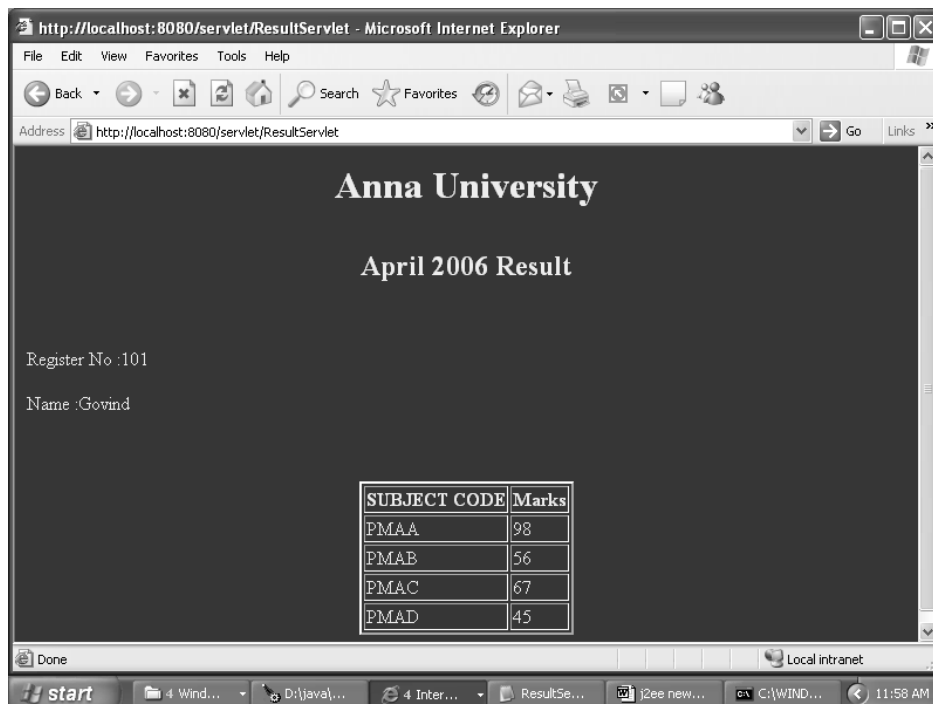 http://localhost:8080/servlet/ResultServlet - Microsoft Internet Explorer
File Edit View Favorites Tools Help
Back Search Favorites
Address http://localhost:8080/servlet/ResultServlet Go Links »
Anna University
April 2006 Result
Register No :101
Name :Govind
SUBJECT CODE Marks
PMAA 98
PMAB 56
PMAC 67
PMAD 45
Done Local intranet
start 4 Wind... D:\java\... 4 Inter... ResultSe... j2ee new... C:\WIND... 11:58 AM